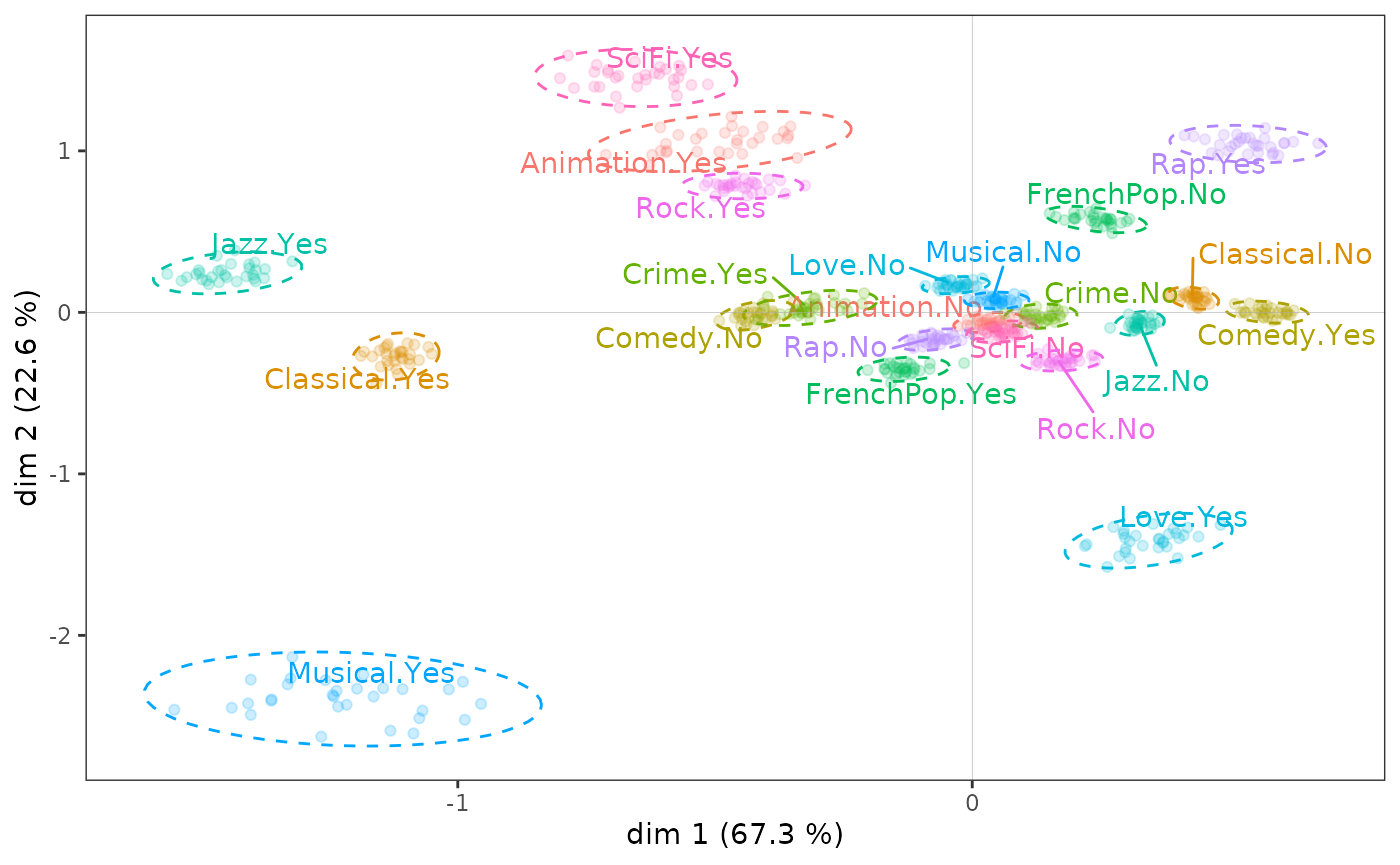 SciFi.Yes
1
Animation.Yes
Rap.Yes
FrenchPop.No
Rock.Yes
Jazz.Yes
Musical.No
Classical.No
Love.No
Crime.Yes
Crime.No
0
Animation.No
Comedy.No
Comedy.Yes
Rap.No
SciFi.No
Classical.Yes
Jazz.No
FrenchPop.Yes
Rock.No
-1
Love.Yes
-2
Musical.Yes
-1
0
dim 1 (67.3 %)
dim 2 (22.6 %)